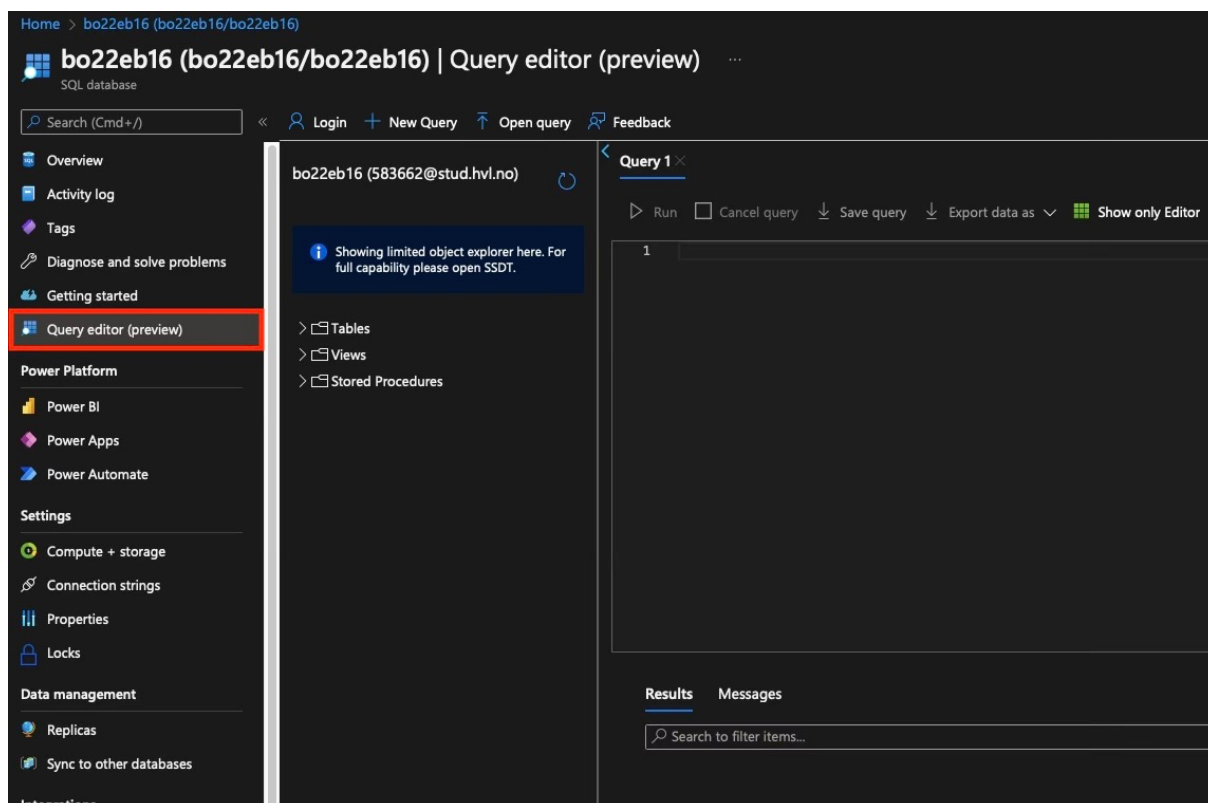 Home > bo22eb16 (bo22eb16/bo22eb16)
bo22eb16 (bo22eb16/bo22eb16) | Query editor (preview) ...
SQL database
Search (Cmd+/)
«
Login
New Query
Open query
Feedback
Overview
Activity log
Tags
Diagnose and solve problems
Getting started
Query editor (preview)
Power Platform
Power BI
Power Apps
Power Automate
Settings
Compute + storage
Connection strings
Properties
Locks
Data management
Replicas
Sync to other databases
Integrations
bo22eb16 (583662@stud.hvl.no)
Showing limited object explorer here. For
full capability please open SSDT.
Tables
Views
Stored Procedures
Query 1
Run
Cancel query
Save query
Export data as
Show only Editor
1
Results
Messages
Search to filter items...